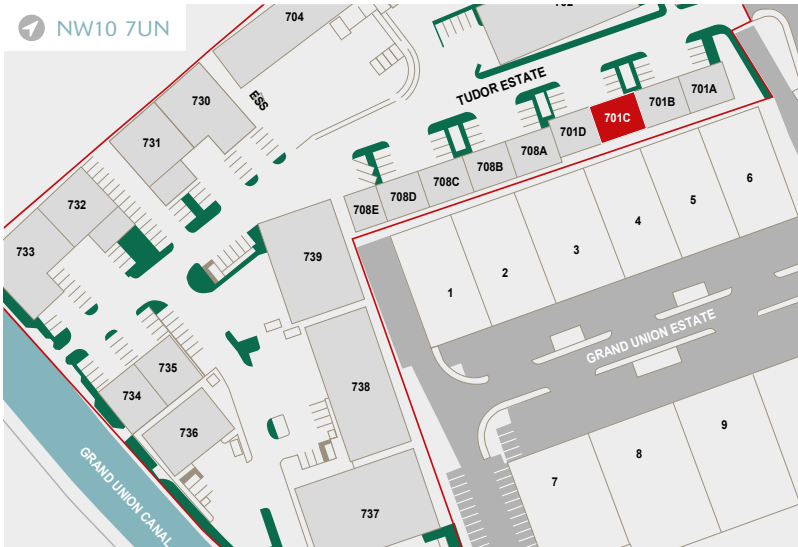 NW10 7UN
704
702
730
ESS
TUDOR ESTATE
731
701A
701B
701C
701D
708A
708B
708C
708D
708E
732
733
739
6
5
4
3
2
1
GRAND UNION ESTATE
735
734
738
736
9
8
7
737
GRAND UNION CANAL